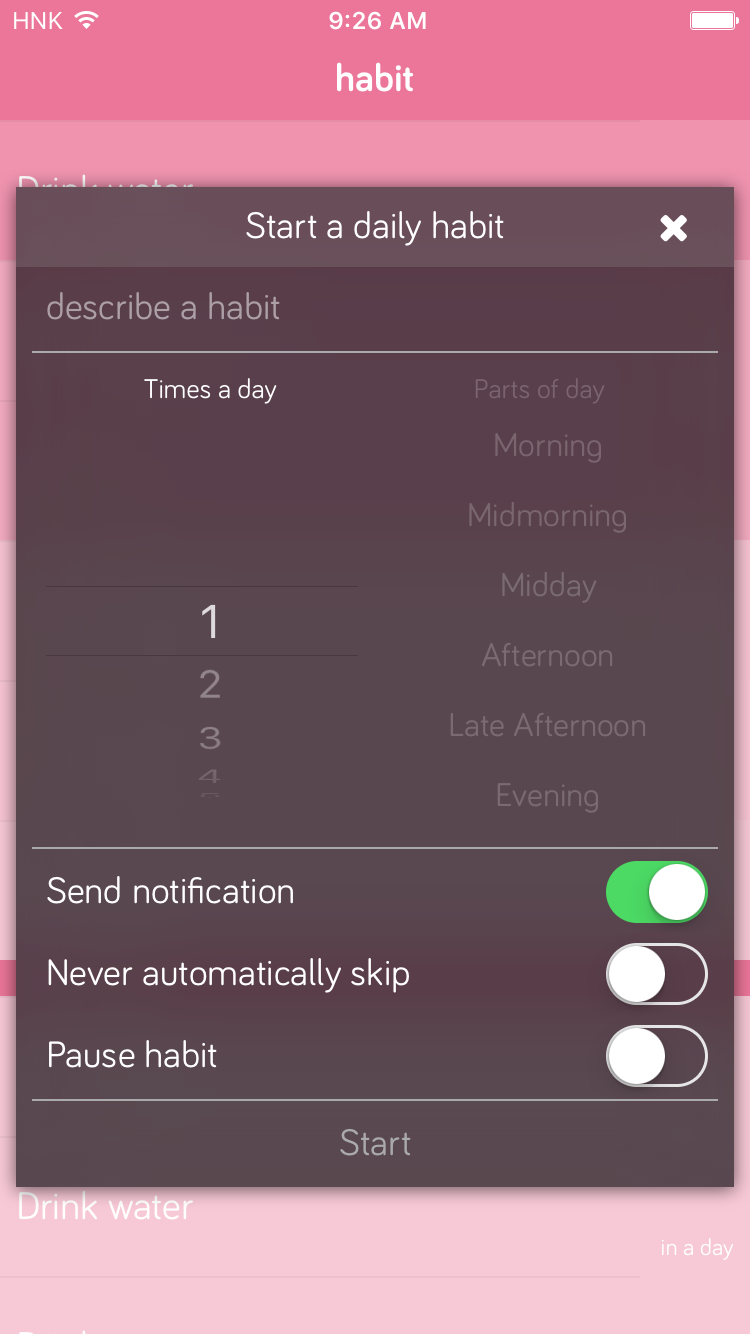 HNK 9:26 AM
habit
Drink water
Start a daily habit
describe a habit
Times a day
Parts of day
Morning
Midmorning
Midday
1
Afternoon
2
Late Afternoon
3
4
Evening
Send notification
Never automatically skip
Pause habit
Start
Drink water
in a day